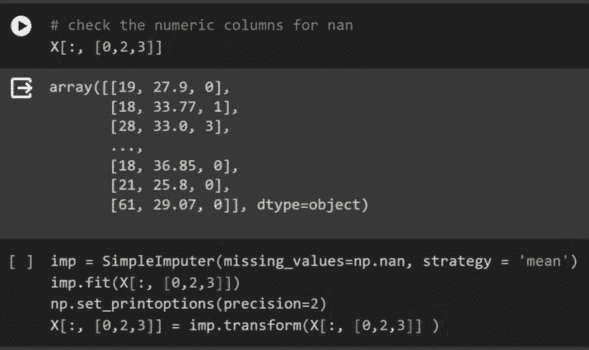 # check the numeric columns for nan
X[:, [0,2,3]]
array([[19, 27.9, 0],
       [18, 33.77, 1],
       [28, 33.0, 3],
       ...,
       [18, 36.85, 0],
       [21, 25.8, 0],
       [61, 29.07, 0]], dtype=object)
[ ] imp = SimpleImputer(missing_values=np.nan, strategy = 'mean')
imp.fit(X[:, [0,2,3]])
np.set_printoptions(precision=2)
X[:, [0,2,3]] = imp.transform(X[:, [0,2,3]] )